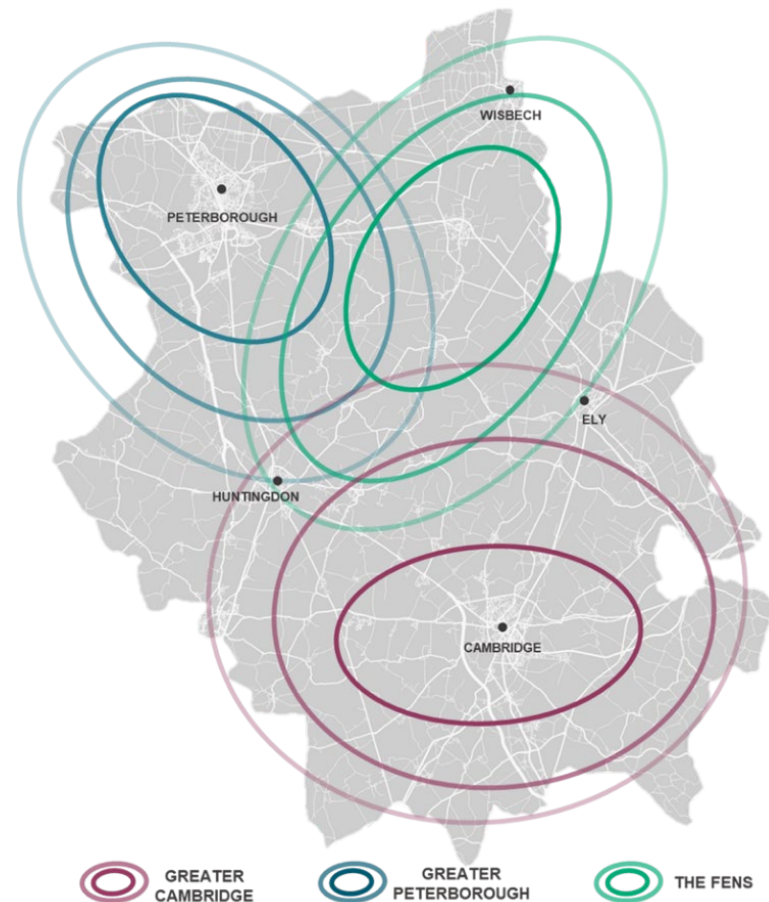 WISBECH
PETERBOROUGH
ELY
HUNTINGDON
CAMBRIDGE
GREATER
CAMBRIDGE
GREATER
PETERBOROUGH
THE FENS